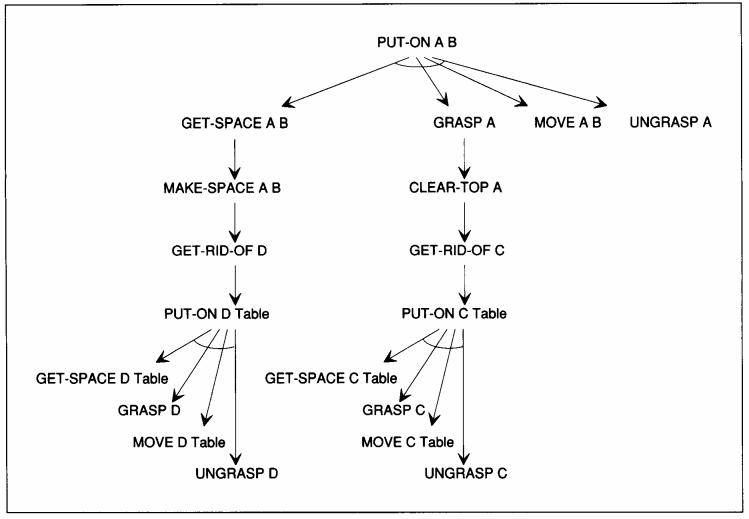 PUT-ON A B
GET-SPACE A B
GRASP A
MOVE A B
UNGRASP A
MAKE-SPACE A B
CLEAR-TOP A
GET-RID-OF D
GET-RID-OF C
PUT-ON D Table
PUT-ON C Table
GET-SPACE D Table
GET-SPACE C Table
GRASP D
GRASP C
MOVE D Table
MOVE C Table
UNGRASP D
UNGRASP C